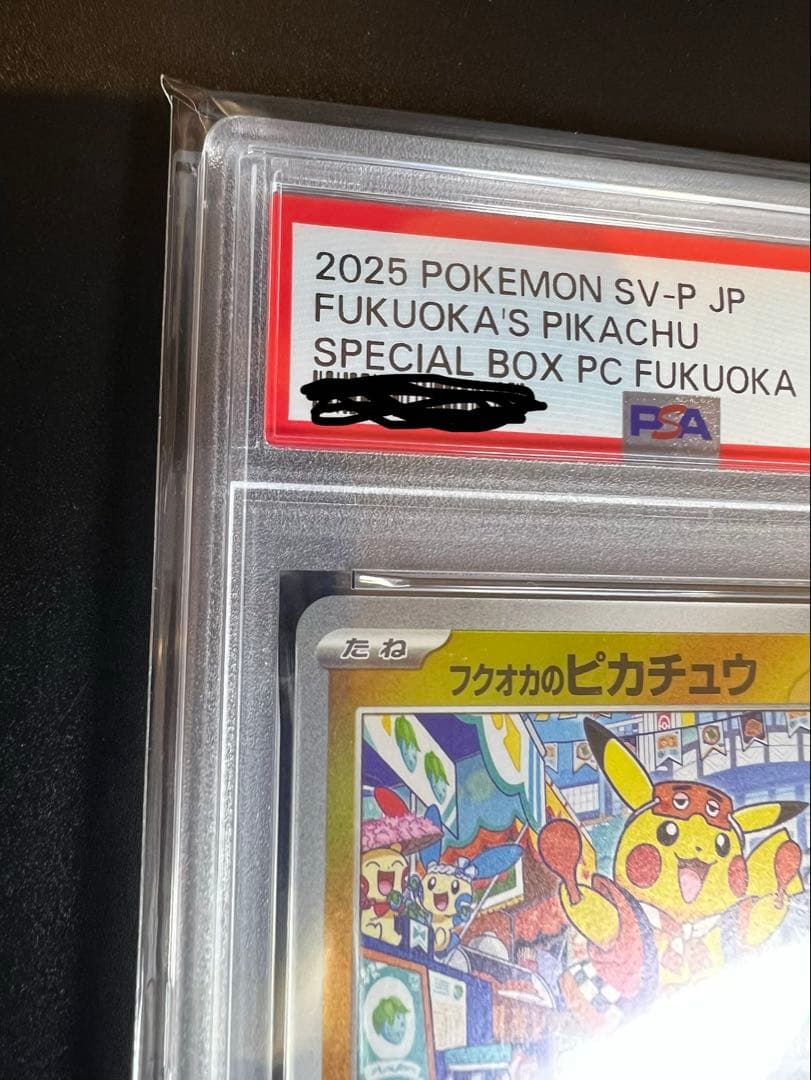 2025 POKEMON SV-P JP
FUKUOKA'S PIKACHU
SPECIAL BOX PC FUKUOKA
PSA
たね
フクオカのピカチュウ